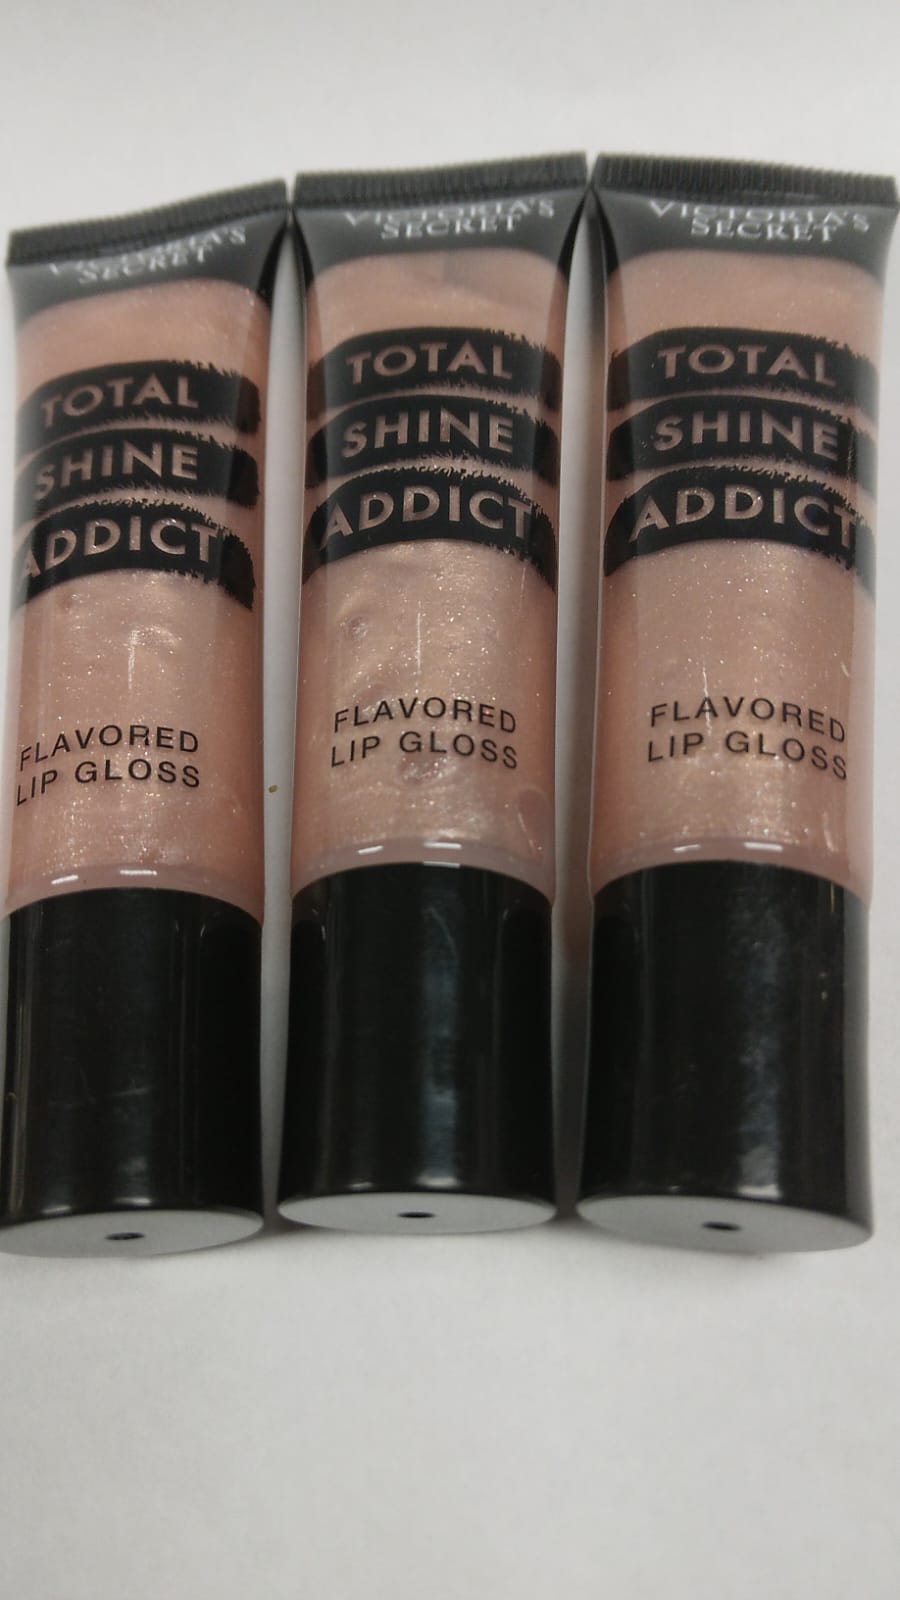 VICTORIA'S
SECRET
TOTAL
SHINE
ADDICT
FLAVORED
LIP GLOSS
VICTORIA'S
SECRET
TOTAL
SHINE
ADDICT
FLAVORED
LIP GLOSS
VICTORIA'S
SECRET
TOTAL
SHINE
ADDICT
FLAVORED
LIP GLOSS